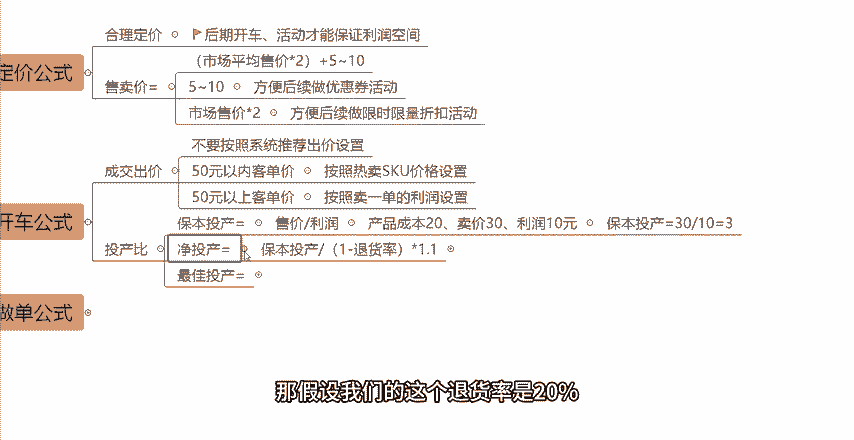 合理定价 后期开车、活动才能保证利润空间
(市场平均售价*2)+5~10
定价公式
售卖价= 5~10 方便后续做优惠券活动
市场售价*2 方便后续做限时限量折扣活动
不要按照系统推荐出价设置
成交出价 50元以内客单价 按照热卖SKU价格设置
50元以上客单价 按照卖一单的利润设置
开车公式
保本投产= 售价/利润 产品成本20、卖价30、利润10元 保本投产=30/10=3
投产比 净投产= 保本投产/(1-退货率)*1.1
最佳投产=
做单公式
那假设我们的这个退货率是20%